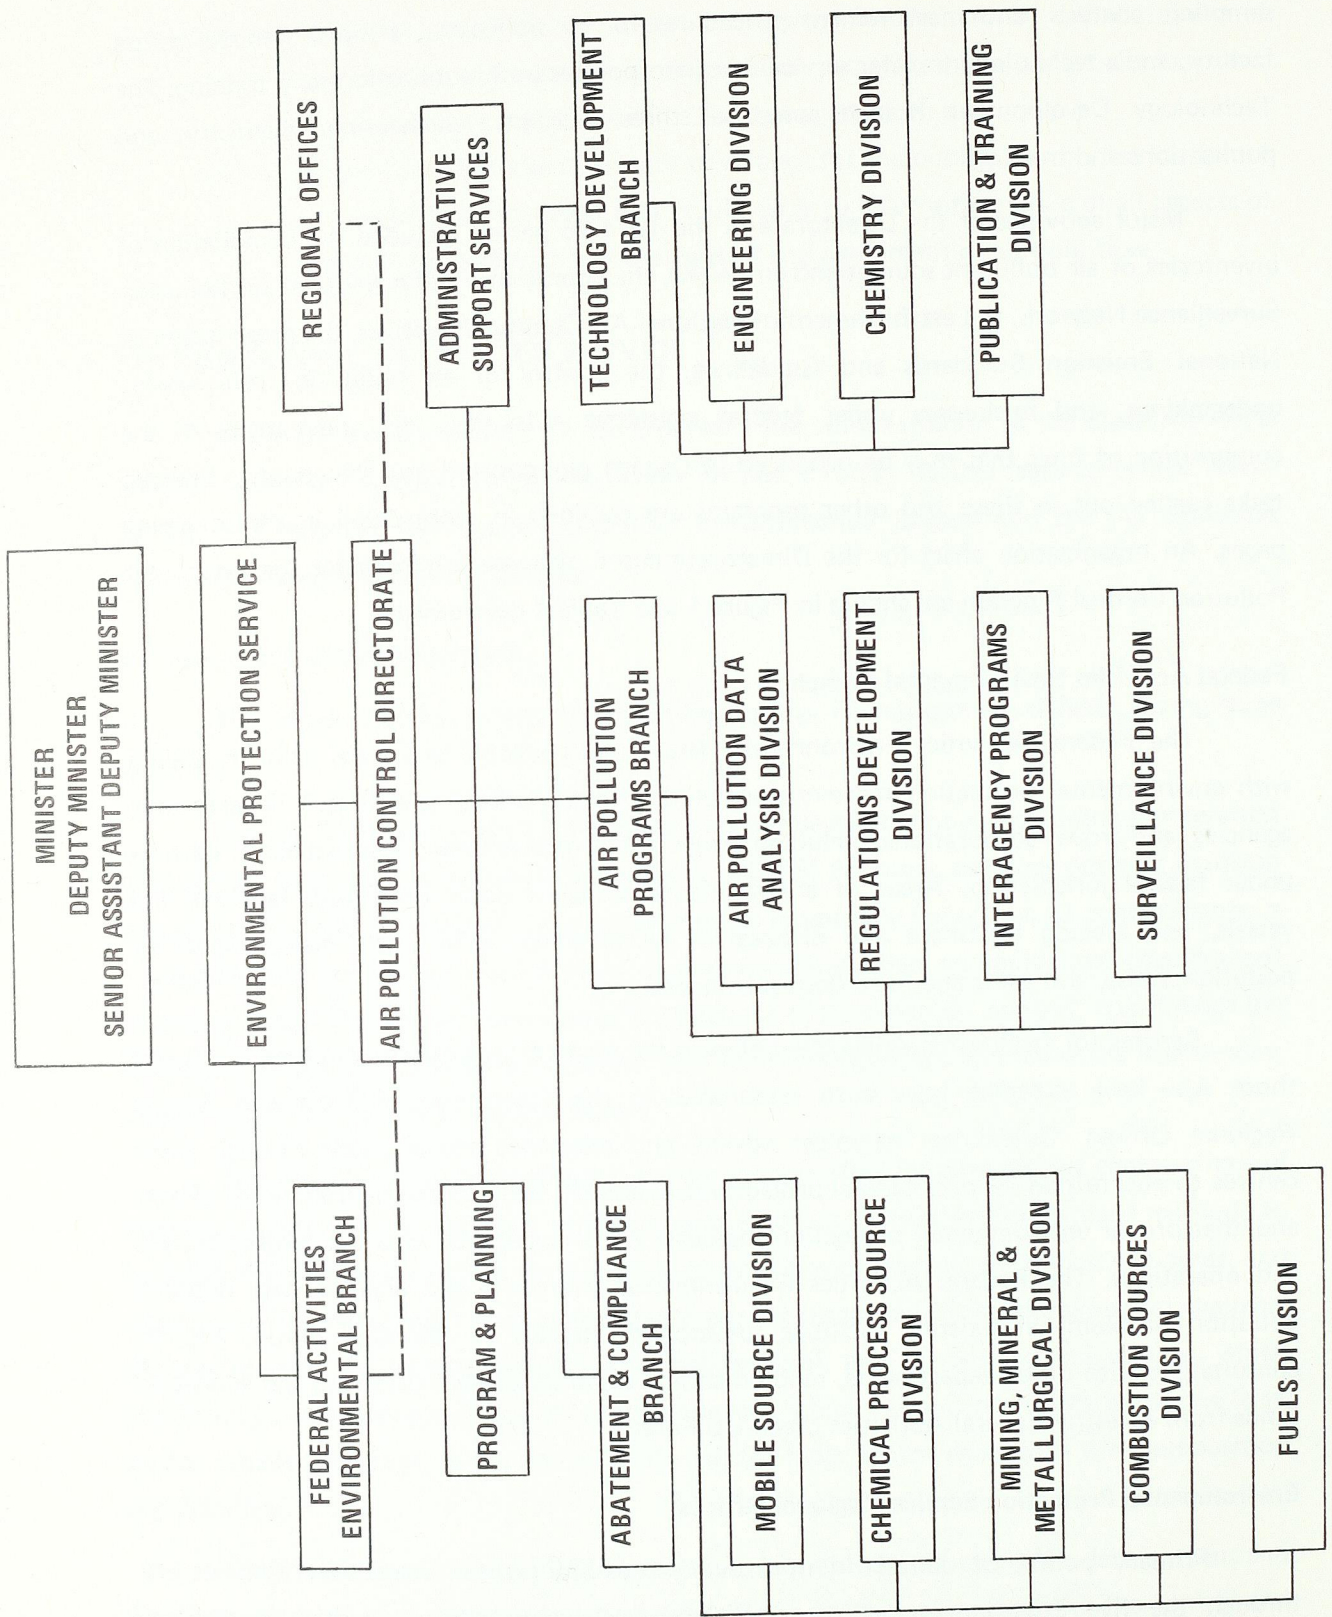 MINISTER
DEPUTY MINISTER
SENIOR ASSISTANT DEPUTY MINISTER
ENVIRONMENTAL PROTECTION SERVICE
FEDERAL ACTIVITIES
ENVIRONMENTAL BRANCH
REGIONAL OFFICES
AIR POLLUTION CONTROL DIRECTORATE
PROGRAM & PLANNING
ADMINISTRATIVE
SUPPORT SERVICES
ABATEMENT & COMPLIANCE
BRANCH
MOBILE SOURCE DIVISION
CHEMICAL PROCESS SOURCE
DIVISION
MINING, MINERAL &
METALLURGICAL DIVISION
COMBUSTION SOURCES
DIVISION
FUELS DIVISION
AIR POLLUTION
PROGRAMS BRANCH
AIR POLLUTION DATA
ANALYSIS DIVISION
REGULATIONS DEVELOPMENT
DIVISION
INTERAGENCY PROGRAMS
DIVISION
SURVEILLANCE DIVISION
TECHNOLOGY DEVELOPMENT
BRANCH
ENGINEERING DIVISION
CHEMISTRY DIVISION
PUBLICATION & TRAINING
DIVISION